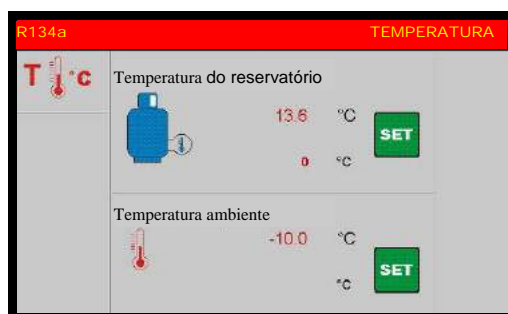 R134a TEMPERATURA
T °C
Temperatura do reservatório
13.6 °C
SET
0 °C
Temperatura ambiente
-10.0 °C
SET
°C